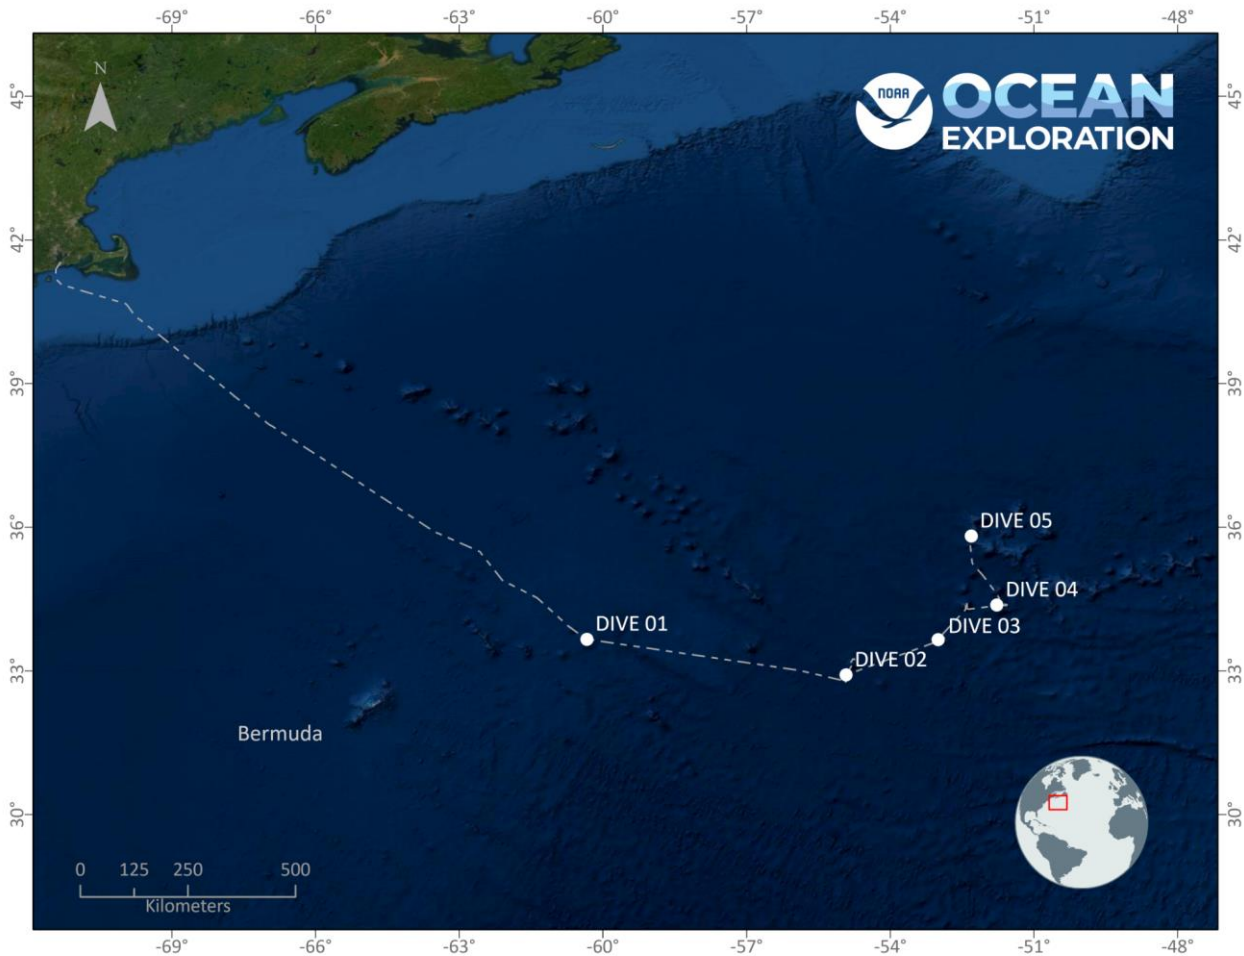 -69° -66° -63° -60° -57° -54° -51° -48°
N
45° 45°
NOAA
OCEAN
EXPLORATION
42° 42°
39° 39°
36° 36°
DIVE 05
DIVE 04
DIVE 01
DIVE 03
DIVE 02
33° 33°
Bermuda
30° 30°
0 125 250 500
Kilometers
-69° -66° -63° -60° -57° -54° -51° -48°